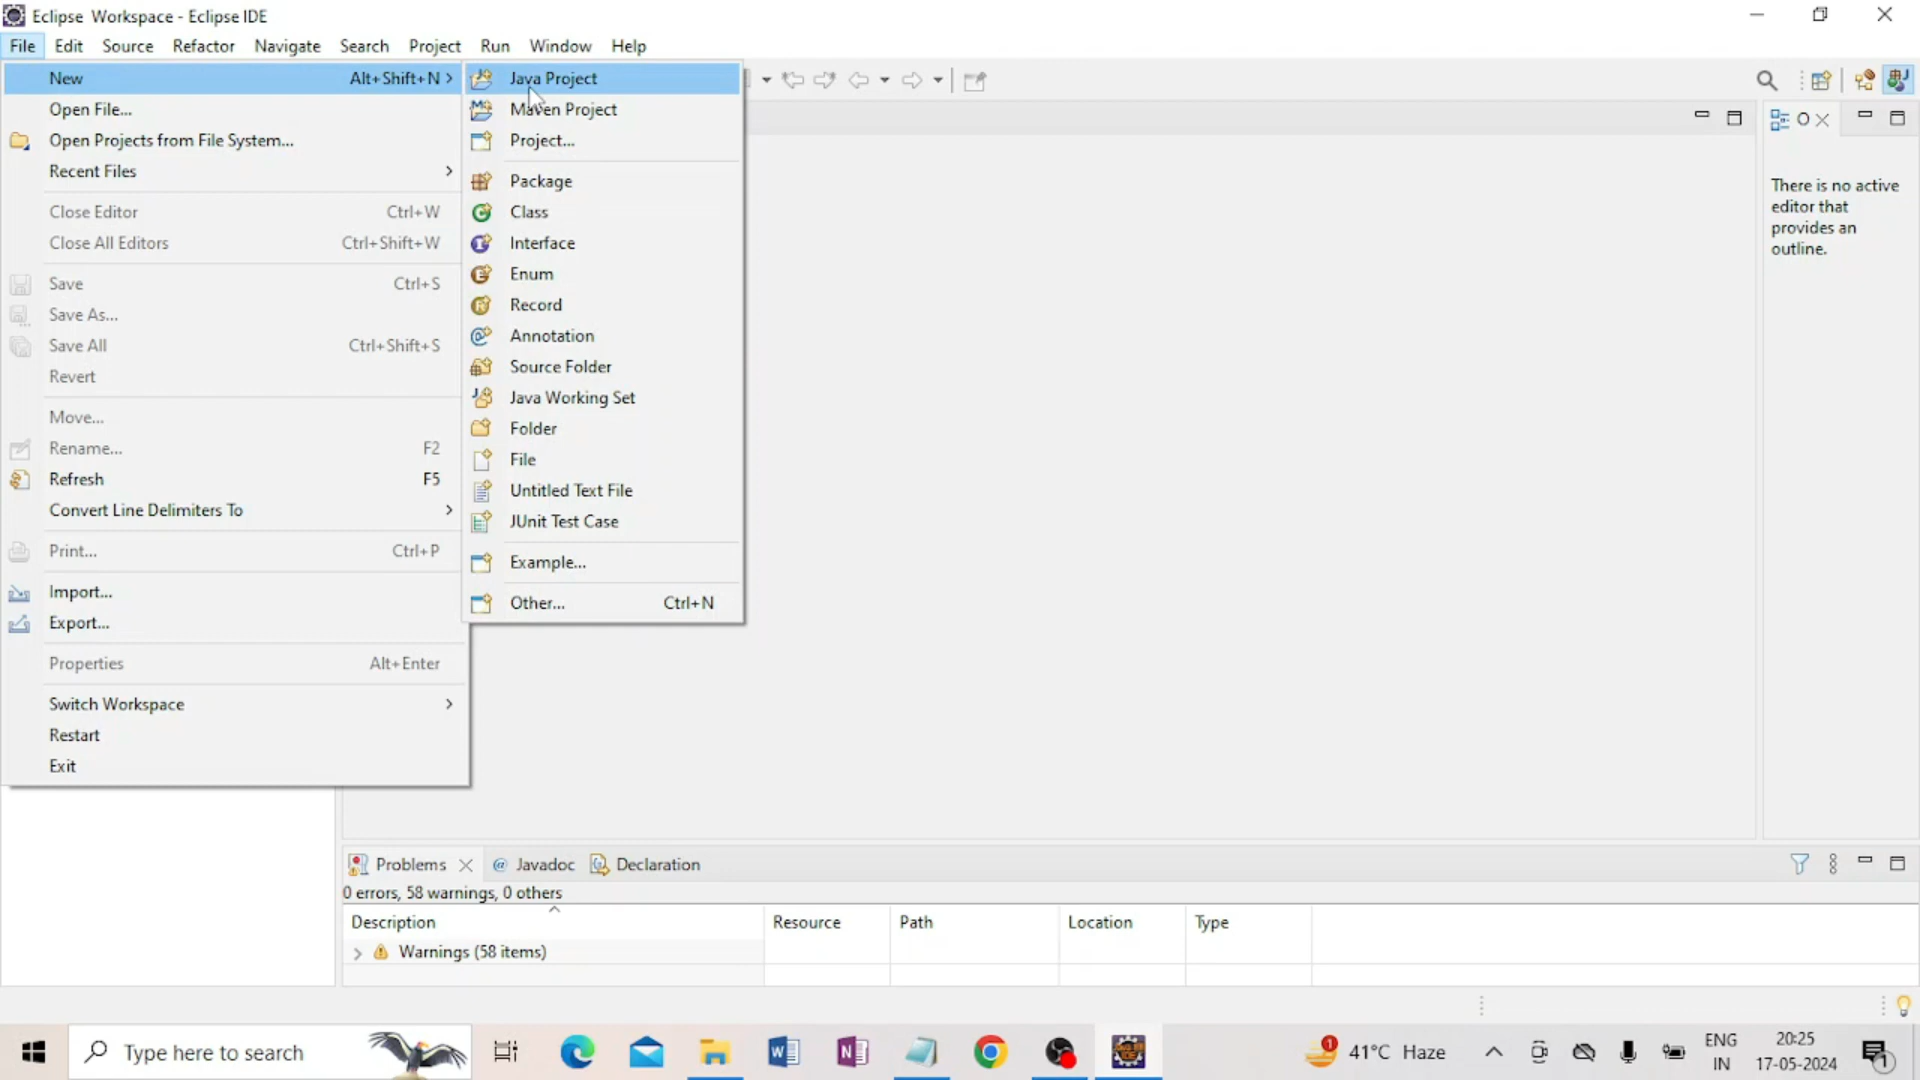 Eclipse Workspace - Eclipse IDE
File Edit Source Refactor Navigate Search Project Run Window Help
New Alt+Shift+N
Open File...
Open Projects from File System...
Recent Files
Close Editor Ctrl+W
Close All Editors Ctrl+Shift+W
Save Ctrl+S
Save As...
Save All Ctrl+Shift+S
Revert
Move...
Rename... F2
Refresh F5
Convert Line Delimiters To
Print... Ctrl+P
Import...
Export...
Properties Alt+Enter
Switch Workspace
Restart
Exit
Java Project
Maven Project
Project...
Package
Class
Interface
Enum
Record
Annotation
Source Folder
Java Working Set
Folder
File
Untitled Text File
JUnit Test Case
Example...
Other... Ctrl+N
O
There is no active
editor that
provides an
outline.
Problems @ Javadoc Declaration
0 errors, 58 warnings, 0 others
Description Resource Path Location Type
Warnings (58 items)
Type here to search
1 41°C Haze
ENG
IN
20:25
17-05-2024
1